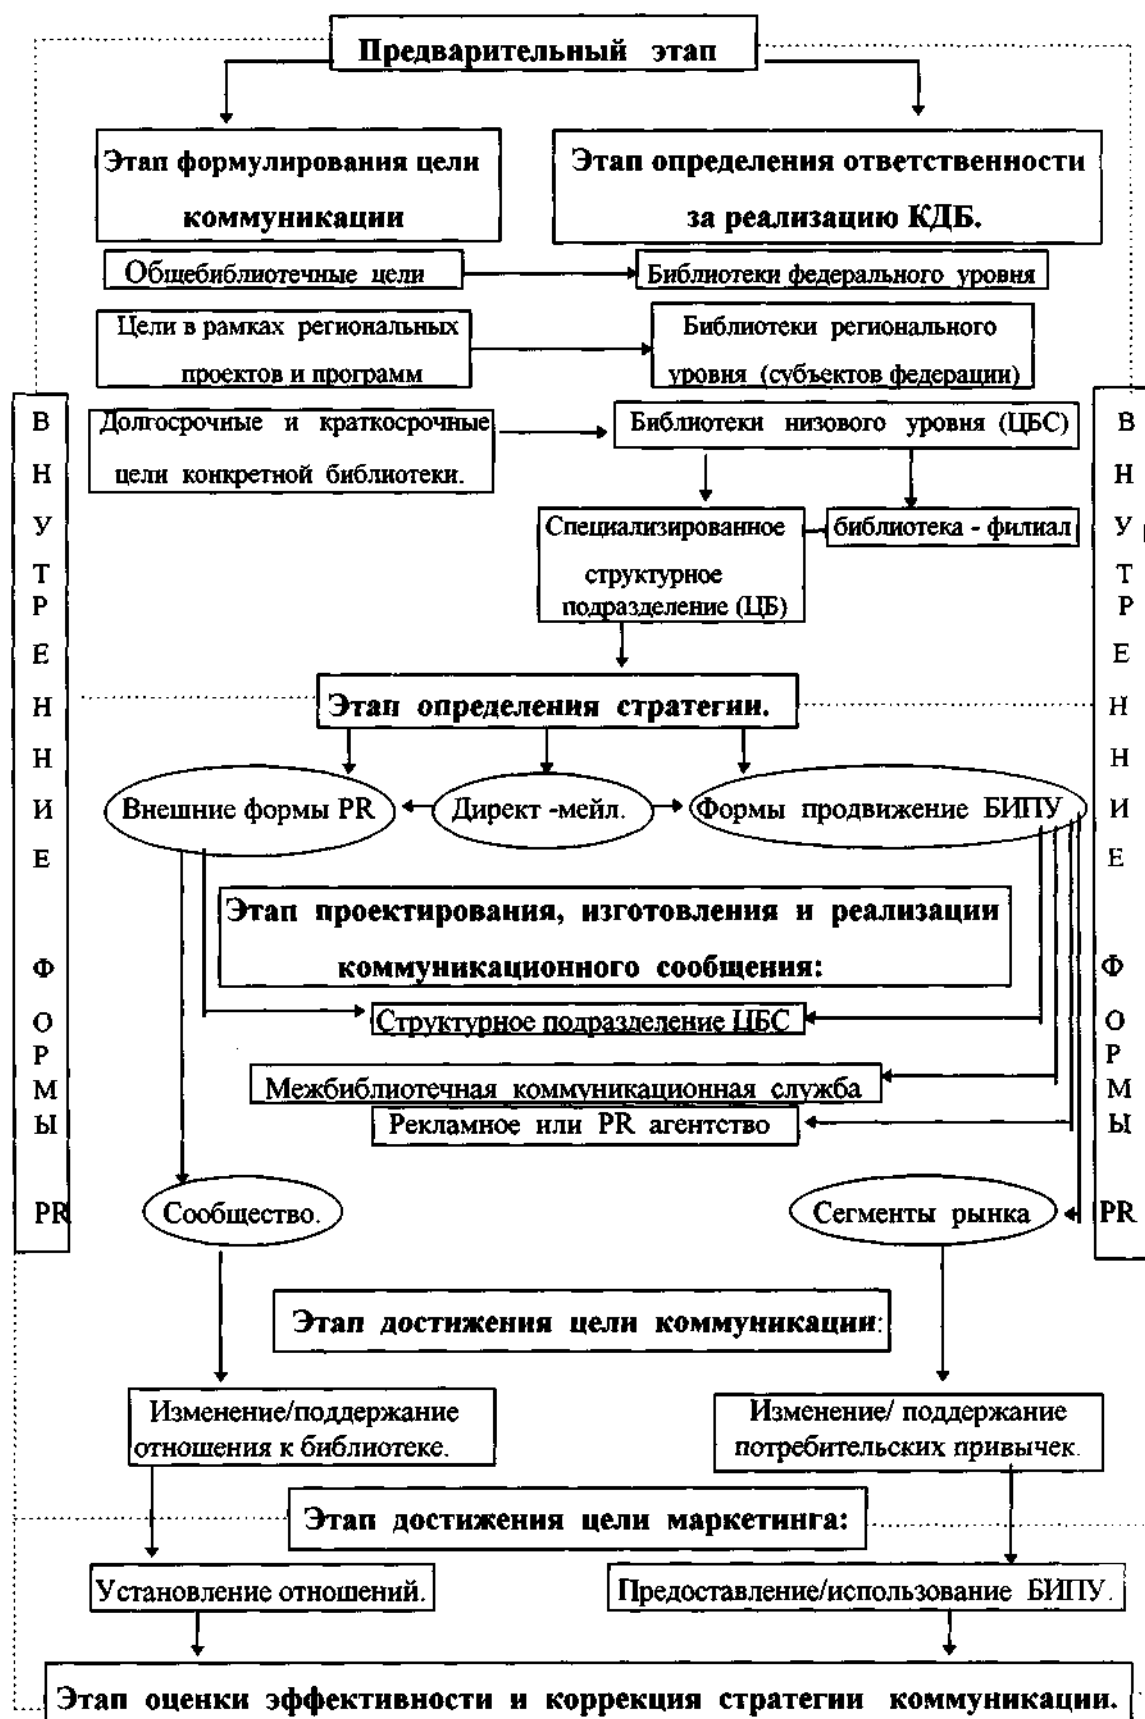 Предварительный этап
Этап формулирования цели
коммуникации
Этап определения ответственности
за реализацию КДБ.
Общебиблиотечные цели
Библиотеки федерального уровня
Цели в рамках региональных
проектов и программ
Библиотеки регионального
уровня (субъектов федерации)
Долгосрочные и краткосрочные
цели конкретной библиотеки.
Библиотеки низового уровня (ЦБС)
Специализированное
структурное
подразделение (ЦБ)
библиотека - филиал
Этап определения стратегии.
Внешние формы PR
Директ -мейл.
Формы продвижение БИПУ
Этап проектирования, изготовления и реализации
коммуникационного сообщения:
Структурное подразделение ЦБС
Межбиблиотечная коммуникационная служба
Рекламное или PR агентство
Сообщество.
Сегменты рынка
Этап достижения цели коммуникации:
Изменение/поддержание
отношения к библиотеке.
Изменение/ поддержание
потребительских привычек.
Этап достижения цели маркетинга:
Установление отношений.
Предоставление/использование БИПУ.
Этап оценки эффективности и коррекция стратегии коммуникации.
ВНУТРЕННИЕ ФОРМЫ PR
ВНУТРЕННИЕ ФОРМЫ PR